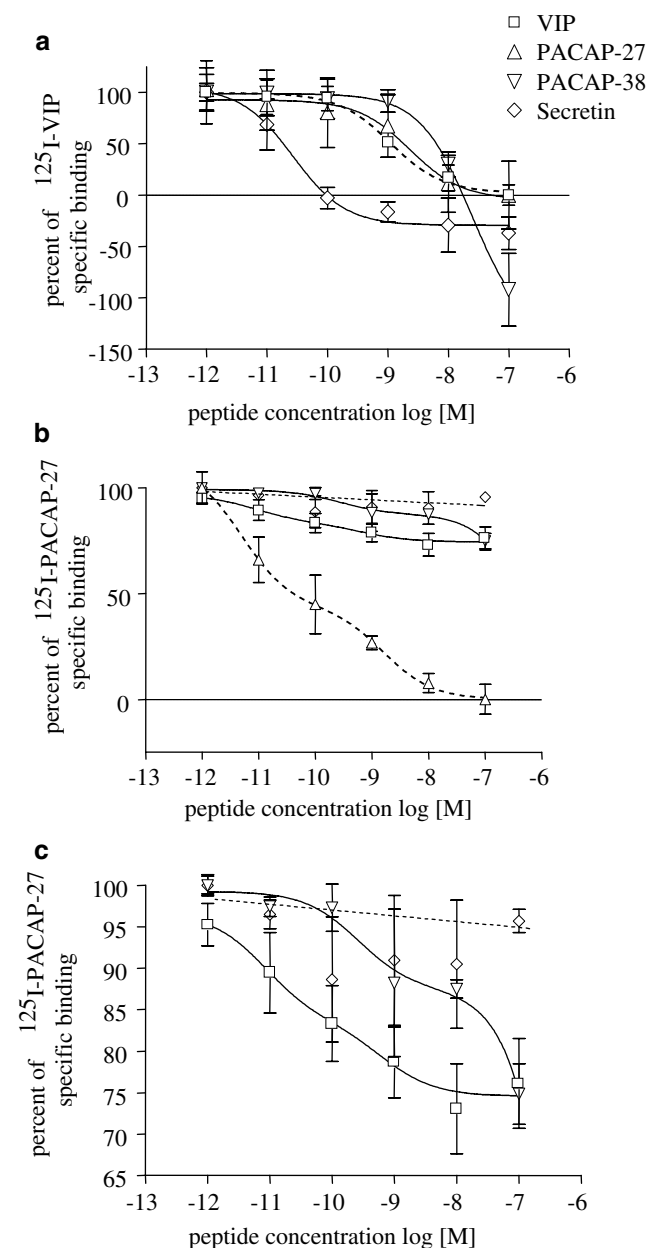 a
VIP
PACAP-27
PACAP-38
Secretin
percent of 125I-VIP
specific binding
100
50
0
-50
-100
-150
-13 -12 -11 -10 -9 -8 -7 -6
peptide concentration log [M]
b
percent of 125I-PACAP-27
specific binding
100
50
0
-13 -12 -11 -10 -9 -8 -7 -6
peptide concentration log [M]
c
percent of 125I-PACAP-27
specific binding
100
95
90
85
80
75
70
65
-13 -12 -11 -10 -9 -8 -7 -6
peptide concentration log [M]